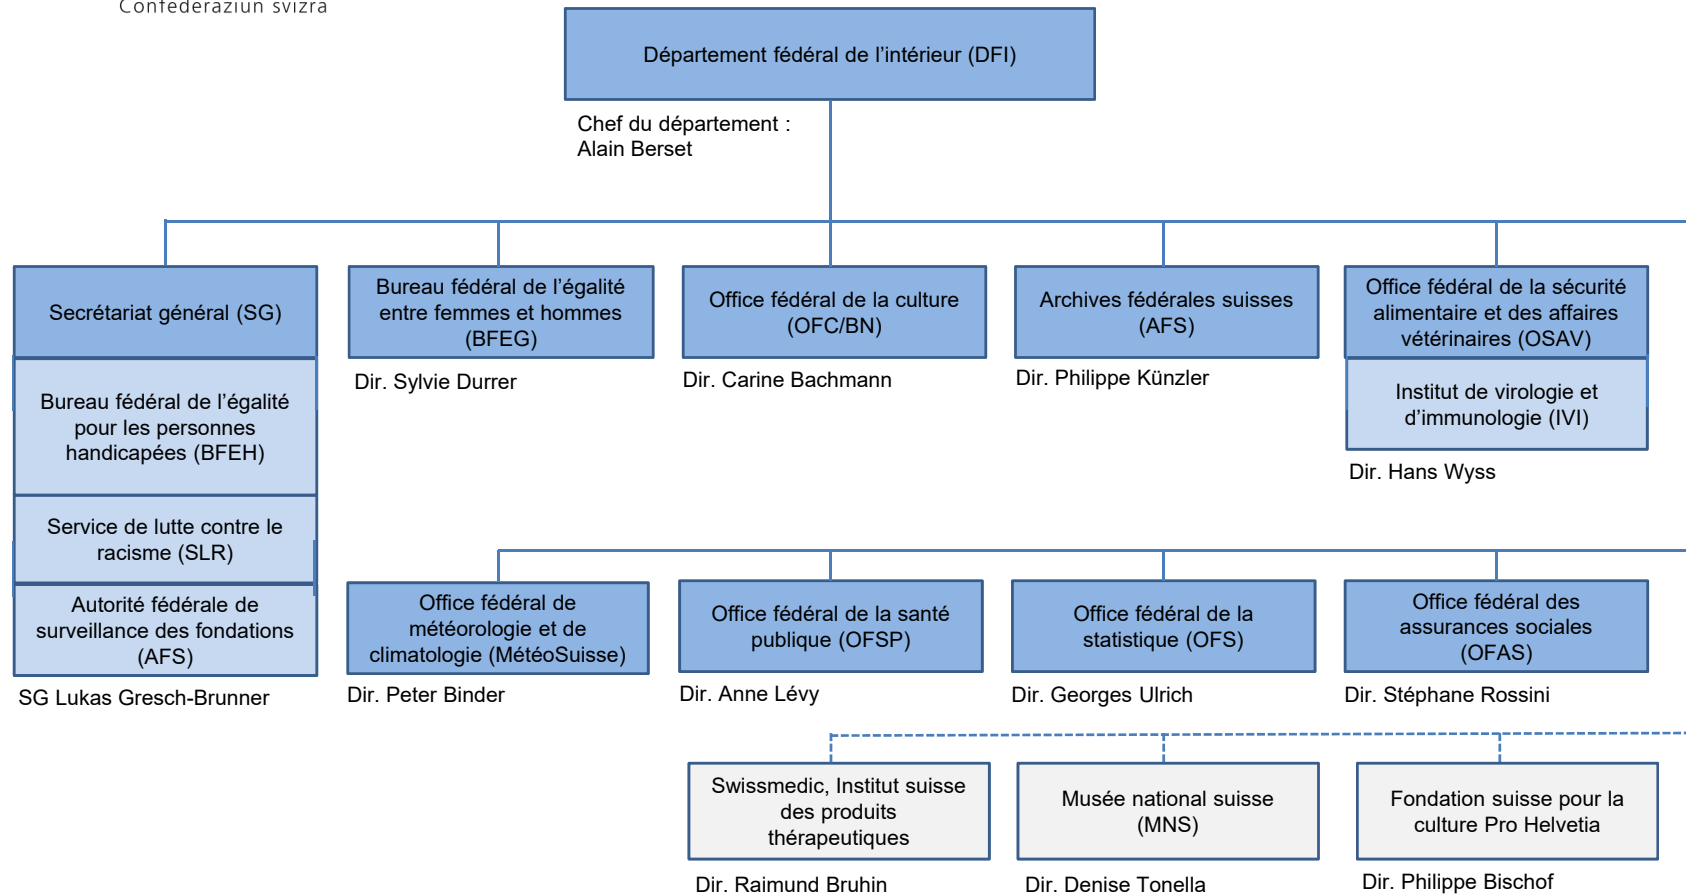 Confederaziun svizra
Département fédéral de l’intérieur (DFI)
Chef du département :
Alain Berset
Secrétariat général (SG)
Bureau fédéral de l’égalité
pour les personnes
handicapées (BFEH)
Service de lutte contre le
racisme (SLR)
Autorité fédérale de
surveillance des fondations
(AFS)
SG Lukas Gresch-Brunner
Bureau fédéral de l’égalité
entre femmes et hommes
(BFEG)
Dir. Sylvie Durrer
Office fédéral de la culture
(OFC/BN)
Dir. Carine Bachmann
Archives fédérales suisses
(AFS)
Dir. Philippe Künzler
Office fédéral de la sécurité
alimentaire et des affaires
vétérinaires (OSAV)
Institut de virologie et
d’immunologie (IVI)
Dir. Hans Wyss
Office fédéral de
météorologie et de
climatologie (MétéoSuisse)
Dir. Peter Binder
Office fédéral de la santé
publique (OFSP)
Dir. Anne Lévy
Office fédéral de la
statistique (OFS)
Dir. Georges Ulrich
Office fédéral des
assurances sociales
(OFAS)
Dir. Stéphane Rossini
Swissmedic, Institut suisse
des produits
thérapeutiques
Dir. Raimund Bruhin
Musée national suisse
(MNS)
Dir. Denise Tonella
Fondation suisse pour la
culture Pro Helvetia
Dir. Philippe Bischof